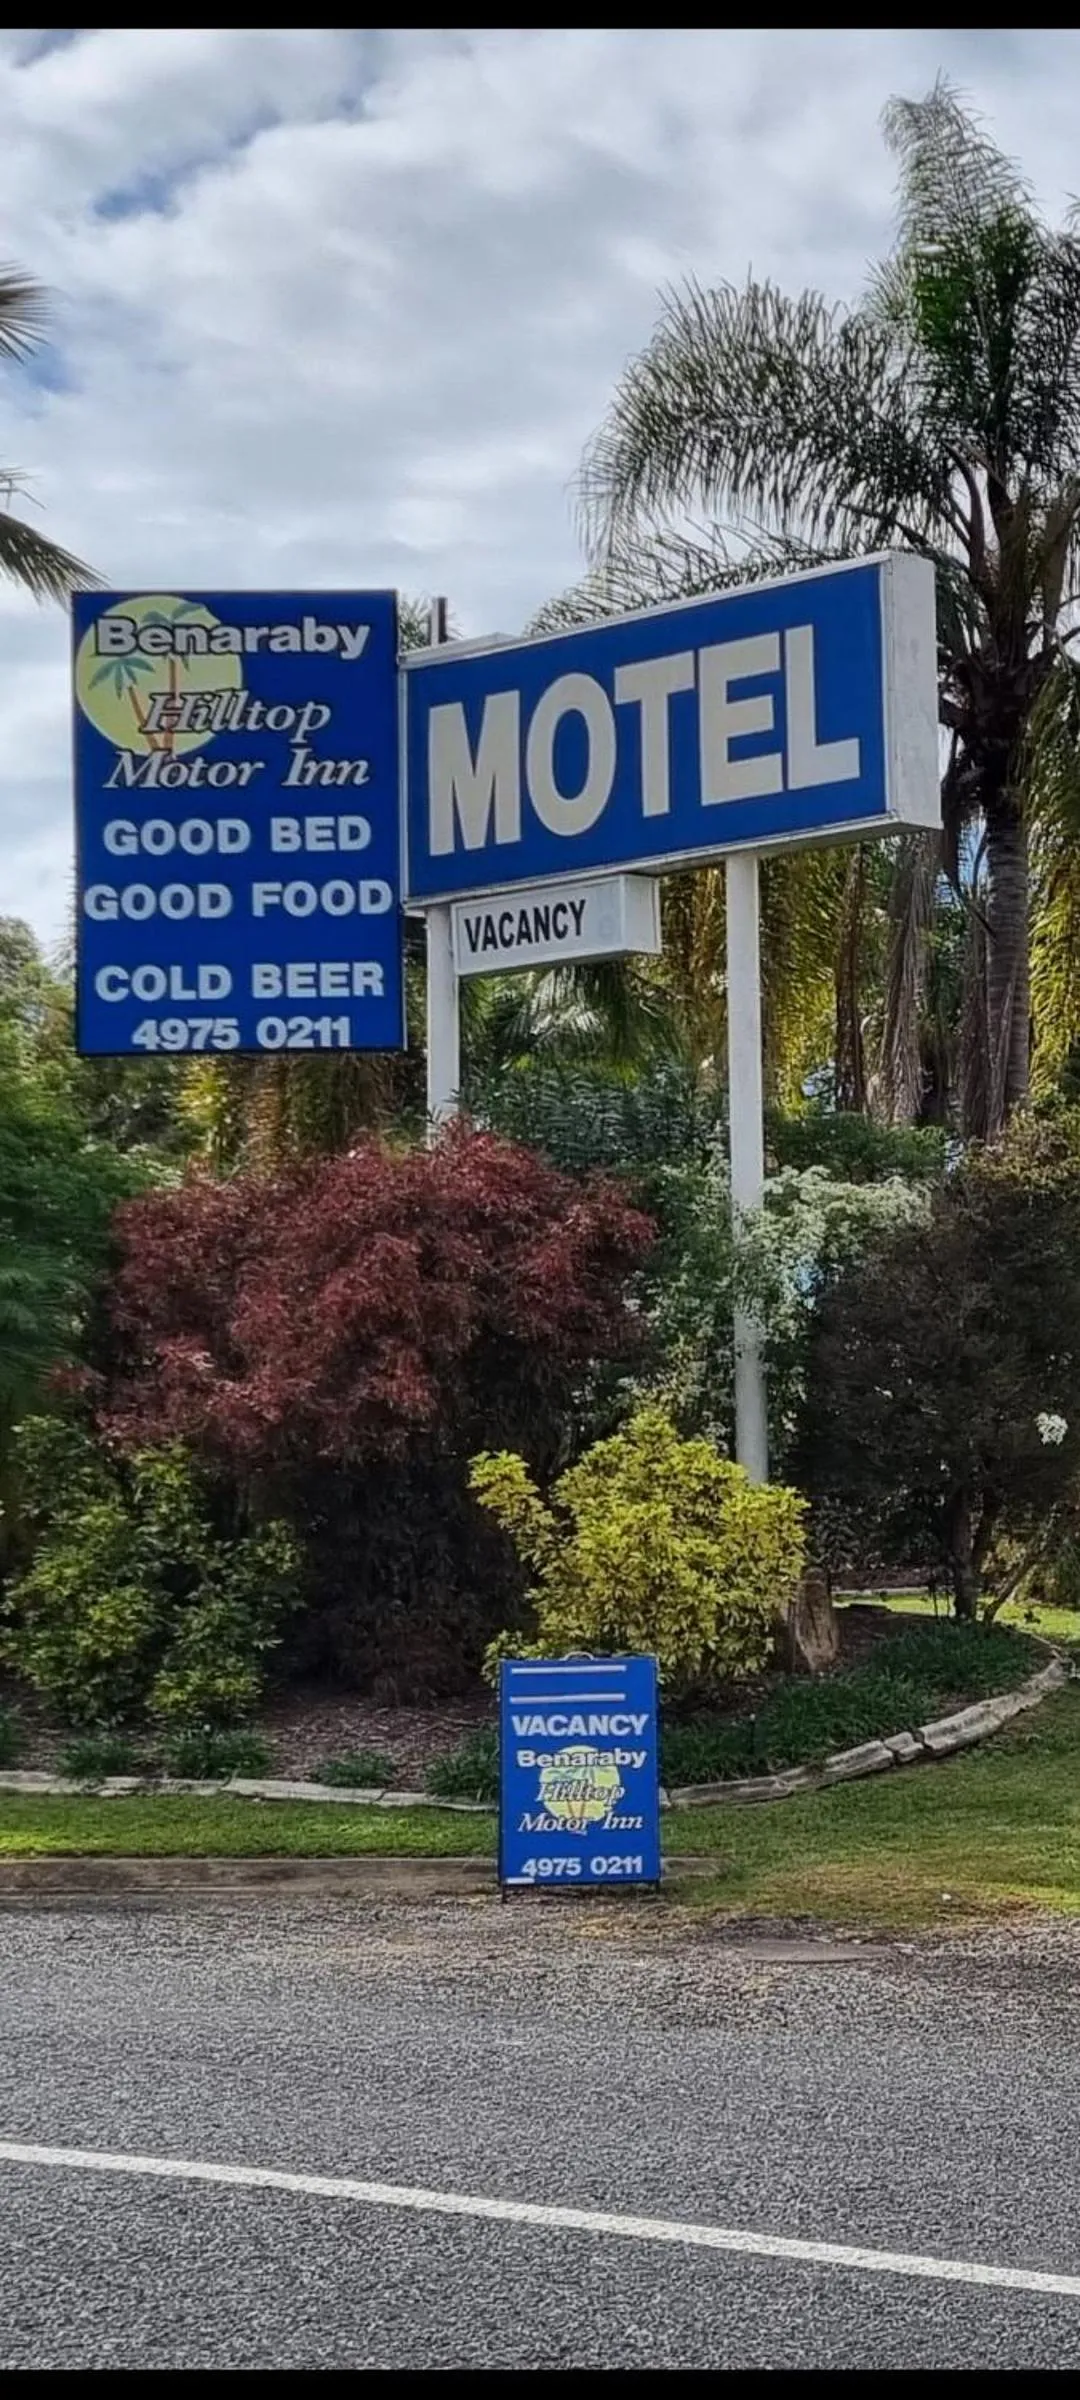 Benaraby
Hilltop
Motor Inn
GOOD BED
GOOD FOOD
COLD BEER
4975 0211
MOTEL
VACANCY
VACANCY
Benaraby
Hilltop
Motor Inn
4975 0211